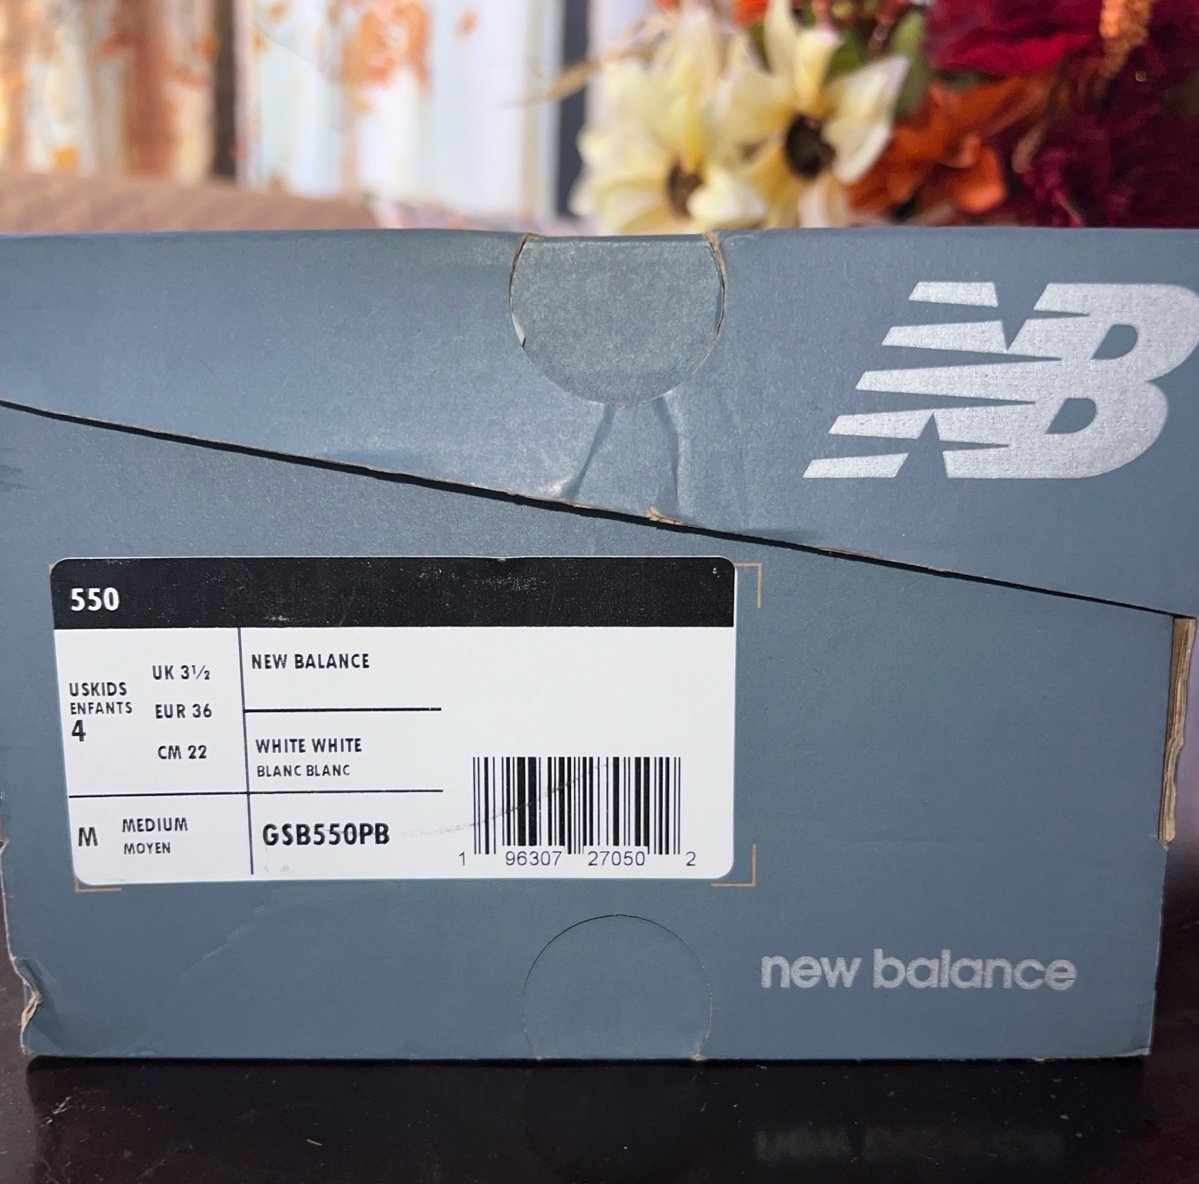 NB
550
USKIDS
ENFANTS
4
UK 3½
EUR 36
CM 22
NEW BALANCE
WHITE WHITE
BLANC BLANC
M
MEDIUM
MOYEN
GSB550PB
1 96307 27050 2
new balance